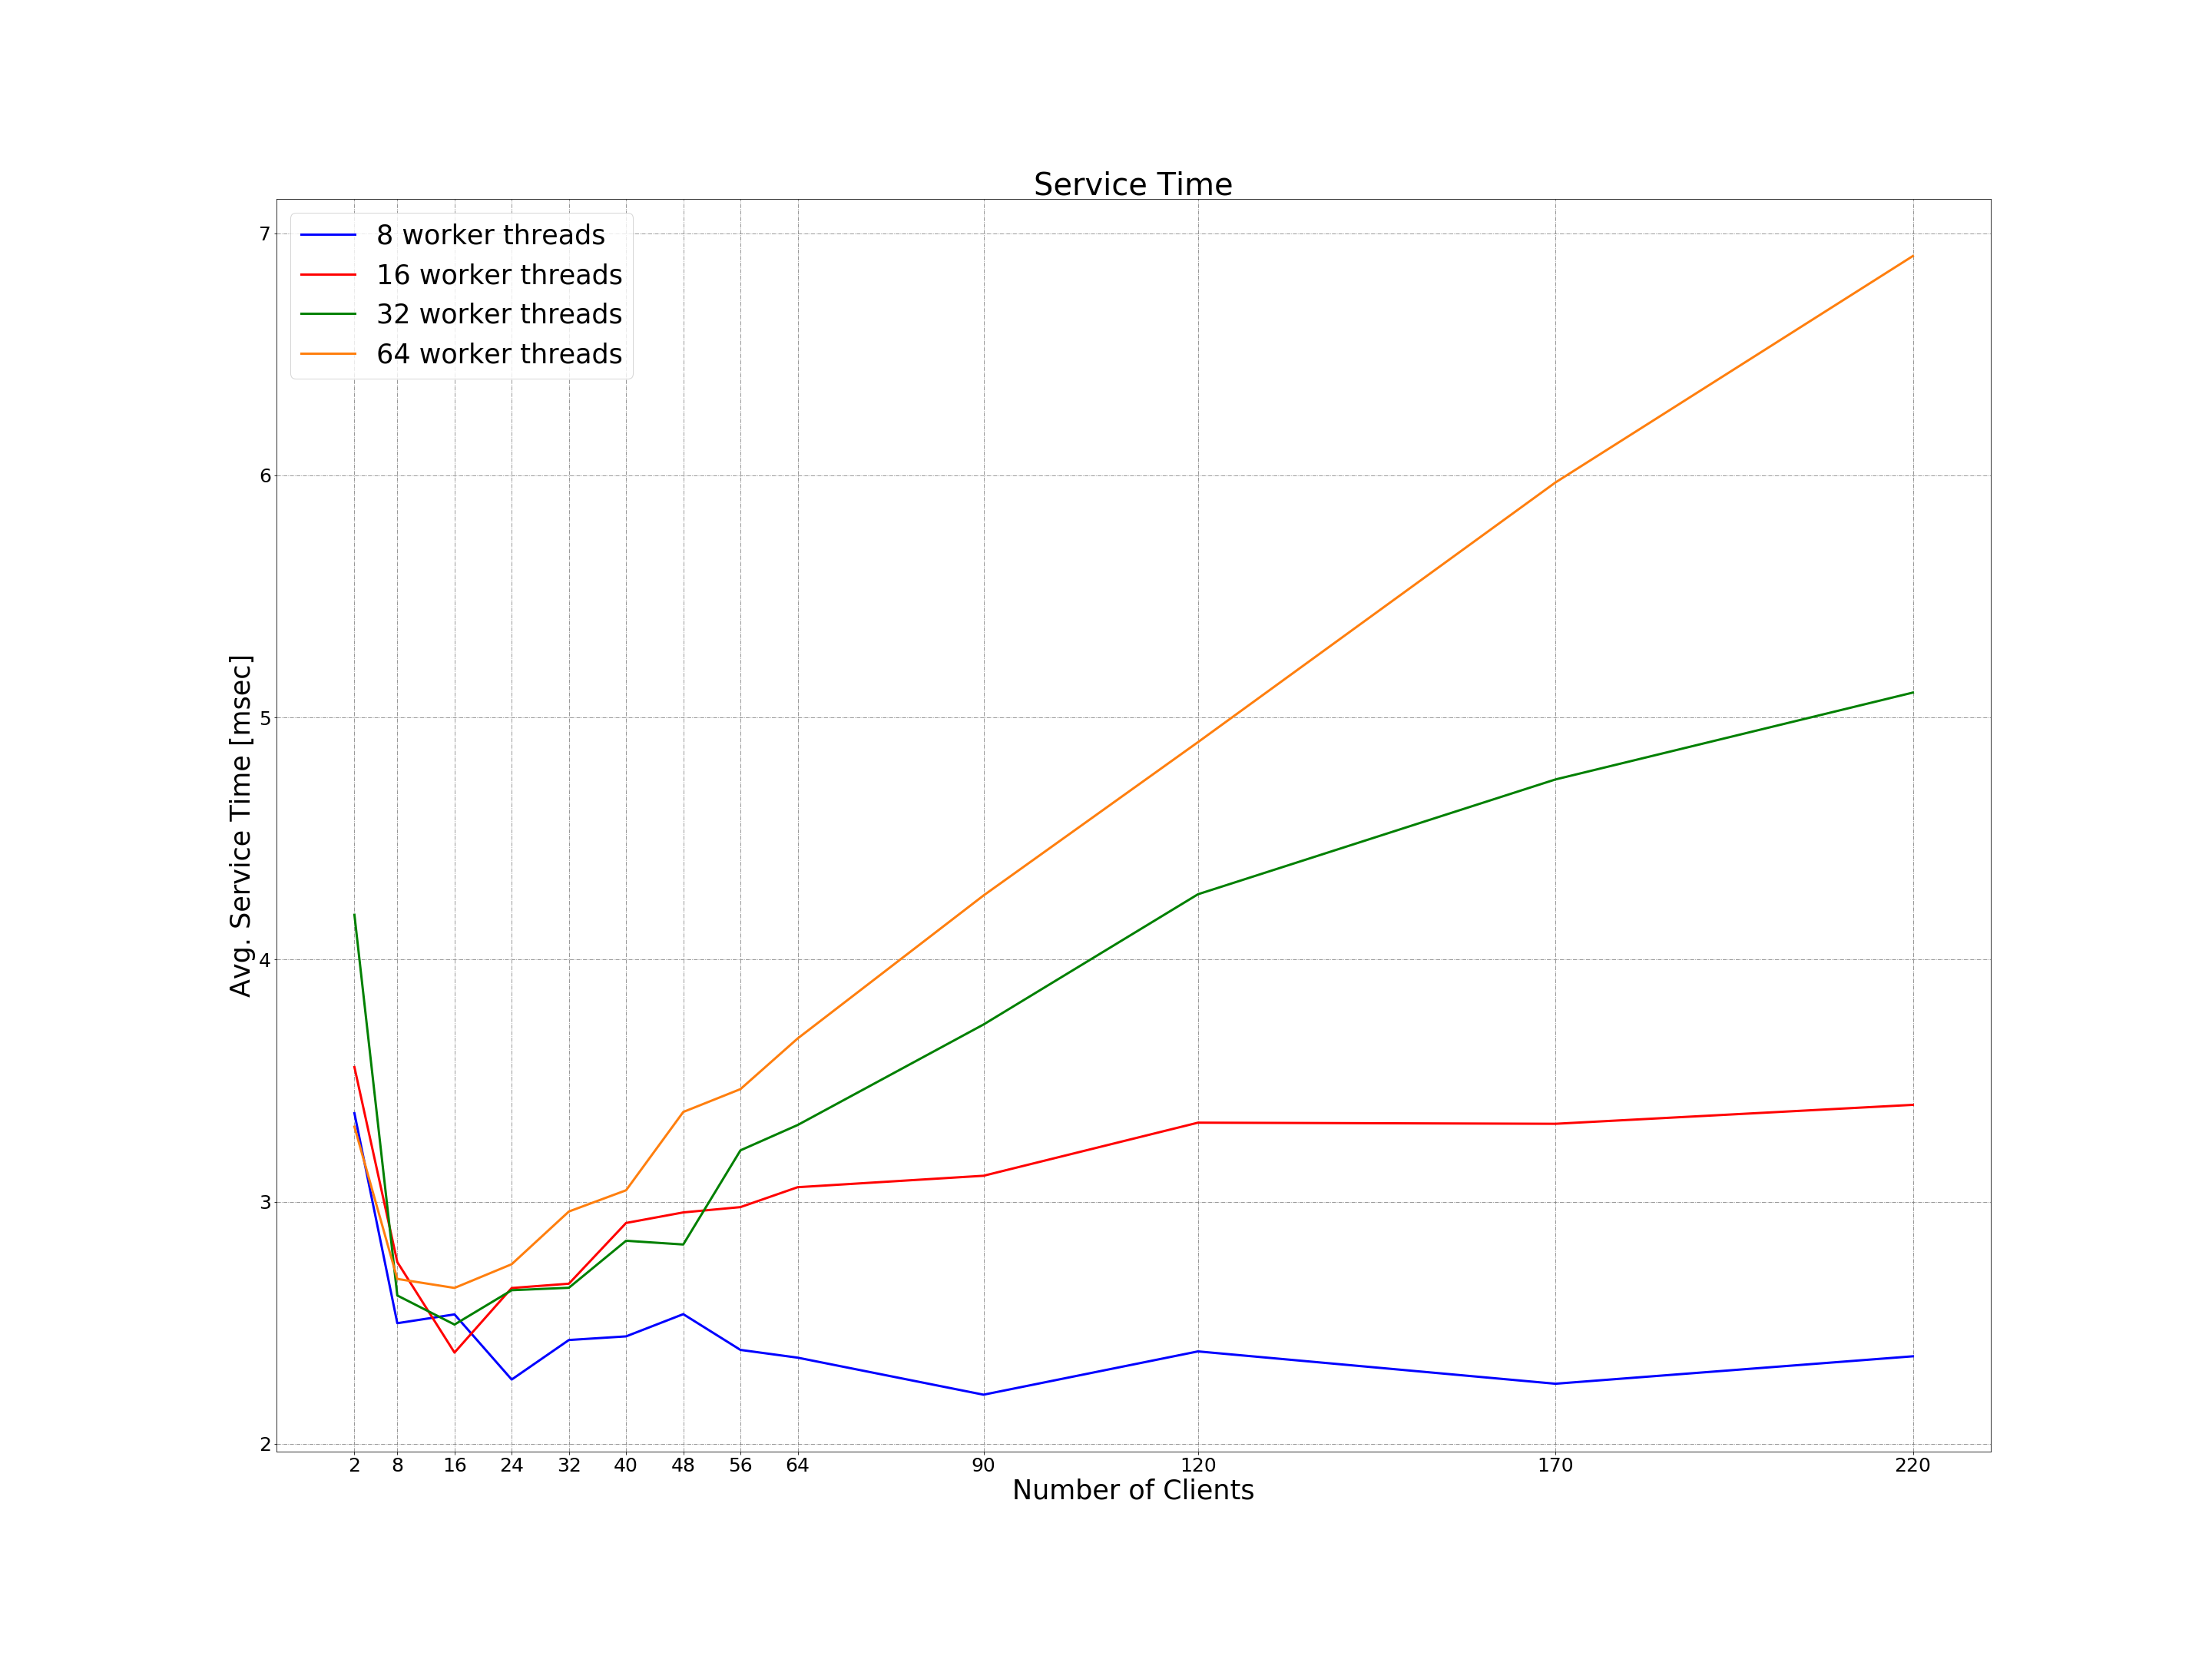 Service Time
8 worker threads
16 worker threads
32 worker threads
64 worker threads
Avg. Service Time [msec]
7
6
5
4
3
2
2 8 16 24 32 40 48 56 64 90 120 170 220
Number of Clients